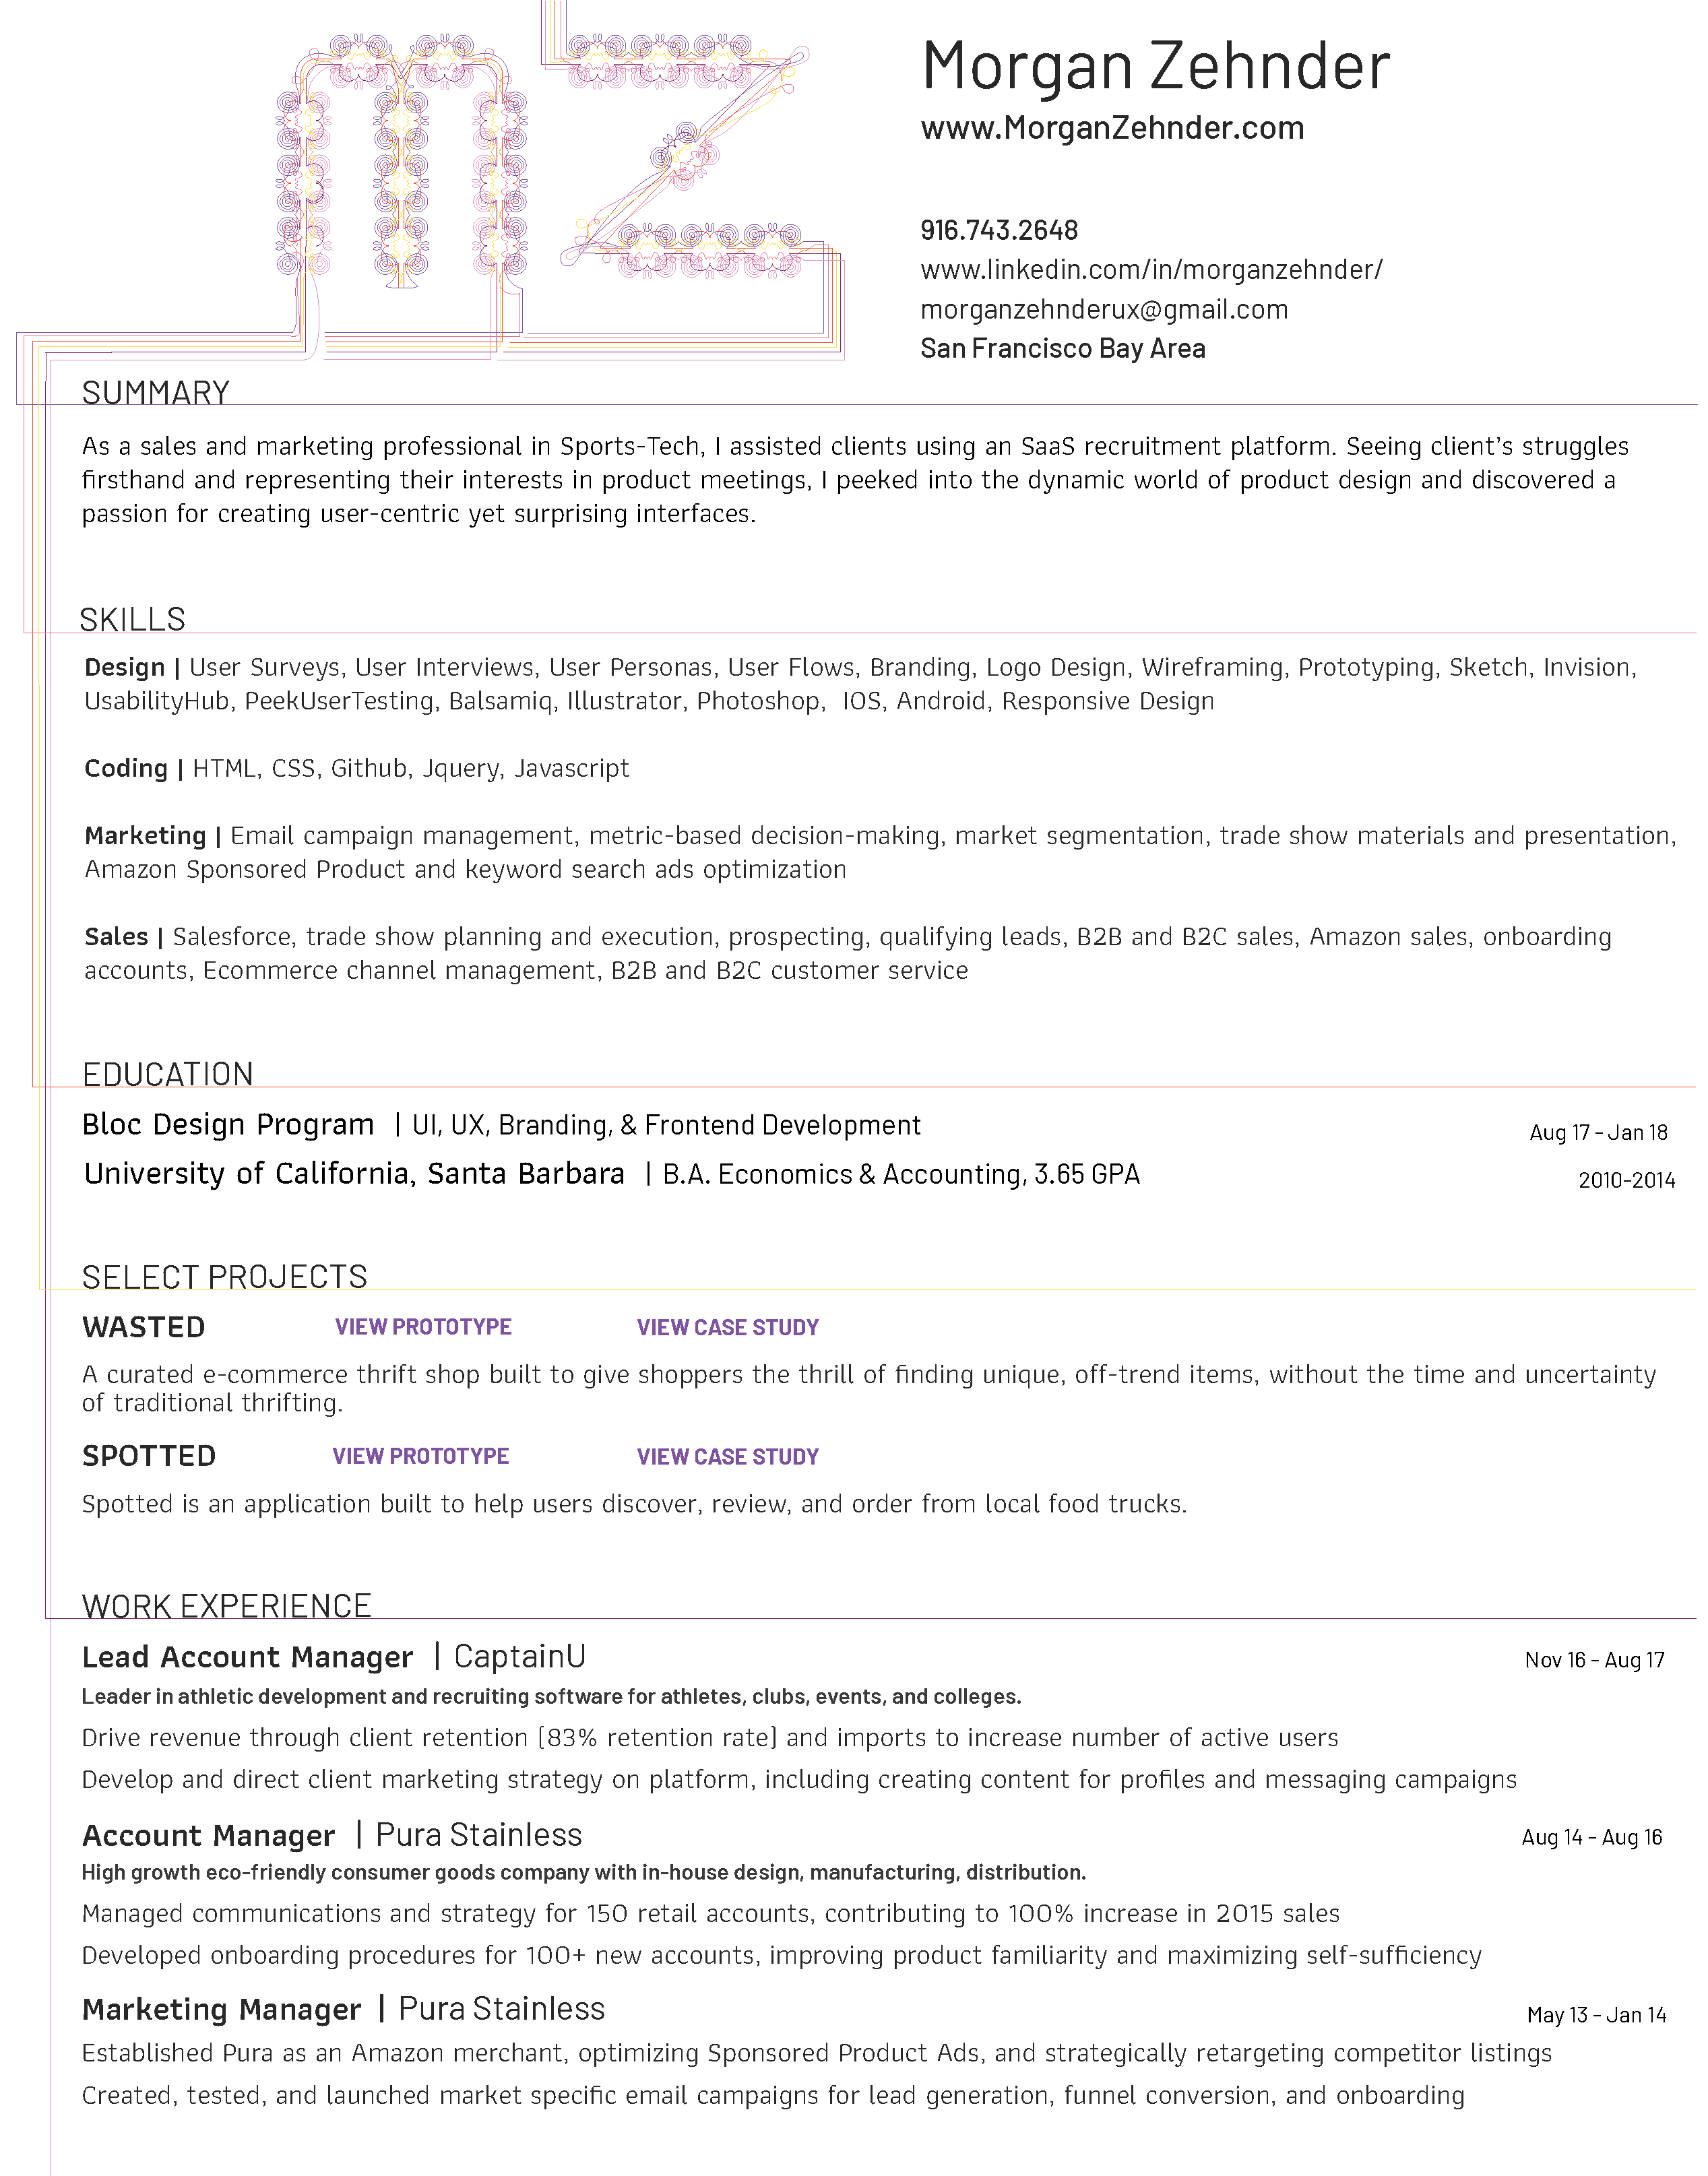 mz
Morgan Zehnder
www.MorganZehnder.com
916.743.2648
www.linkedin.com/in/morganzehnder/
morganzehnderux@gmail.com
San Francisco Bay Area
SUMMARY
As a sales and marketing professional in Sports-Tech, I assisted clients using an SaaS recruitment platform. Seeing client's struggles
firsthand and representing their interests in product meetings, I peeked into the dynamic world of product design and discovered a
passion for creating user-centric yet surprising interfaces.
SKILLS
Design | User Surveys, User Interviews, User Personas, User Flows, Branding, Logo Design, Wireframing, Prototyping, Sketch, Invision,
UsabilityHub, PeekUserTesting, Balsamiq, Illustrator, Photoshop, IOS, Android, Responsive Design
Coding | HTML, CSS, Github, Jquery, Javascript
Marketing | Email campaign management, metric-based decision-making, market segmentation, trade show materials and presentation,
Amazon Sponsored Product and keyword search ads optimization
Sales | Salesforce, trade show planning and execution, prospecting, qualifying leads, B2B and B2C sales, Amazon sales, onboarding
accounts, Ecommerce channel management, B2B and B2C customer service
EDUCATION
Bloc Design Program | UI, UX, Branding, & Frontend Development Aug 17 - Jan 18
University of California, Santa Barbara | B.A. Economics & Accounting, 3.65 GPA 2010-2014
SELECT PROJECTS
WASTED VIEW PROTOTYPE VIEW CASE STUDY
A curated e-commerce thrift shop built to give shoppers the thrill of finding unique, off-trend items, without the time and uncertainty
of traditional thrifting.
SPOTTED VIEW PROTOTYPE VIEW CASE STUDY
Spotted is an application built to help users discover, review, and order from local food trucks.
WORK EXPERIENCE
Lead Account Manager | CaptainU Nov 16 - Aug 17
Leader in athletic development and recruiting software for athletes, clubs, events, and colleges.
Drive revenue through client retention (83% retention rate) and imports to increase number of active users
Develop and direct client marketing strategy on platform, including creating content for profiles and messaging campaigns
Account Manager | Pura Stainless Aug 14 - Aug 16
High growth eco-friendly consumer goods company with in-house design, manufacturing, distribution.
Managed communications and strategy for 150 retail accounts, contributing to 100% increase in 2015 sales
Developed onboarding procedures for 100+ new accounts, improving product familiarity and maximizing self-sufficiency
Marketing Manager | Pura Stainless May 13 - Jan 14
Established Pura as an Amazon merchant, optimizing Sponsored Product Ads, and strategically retargeting competitor listings
Created, tested, and launched market specific email campaigns for lead generation, funnel conversion, and onboarding